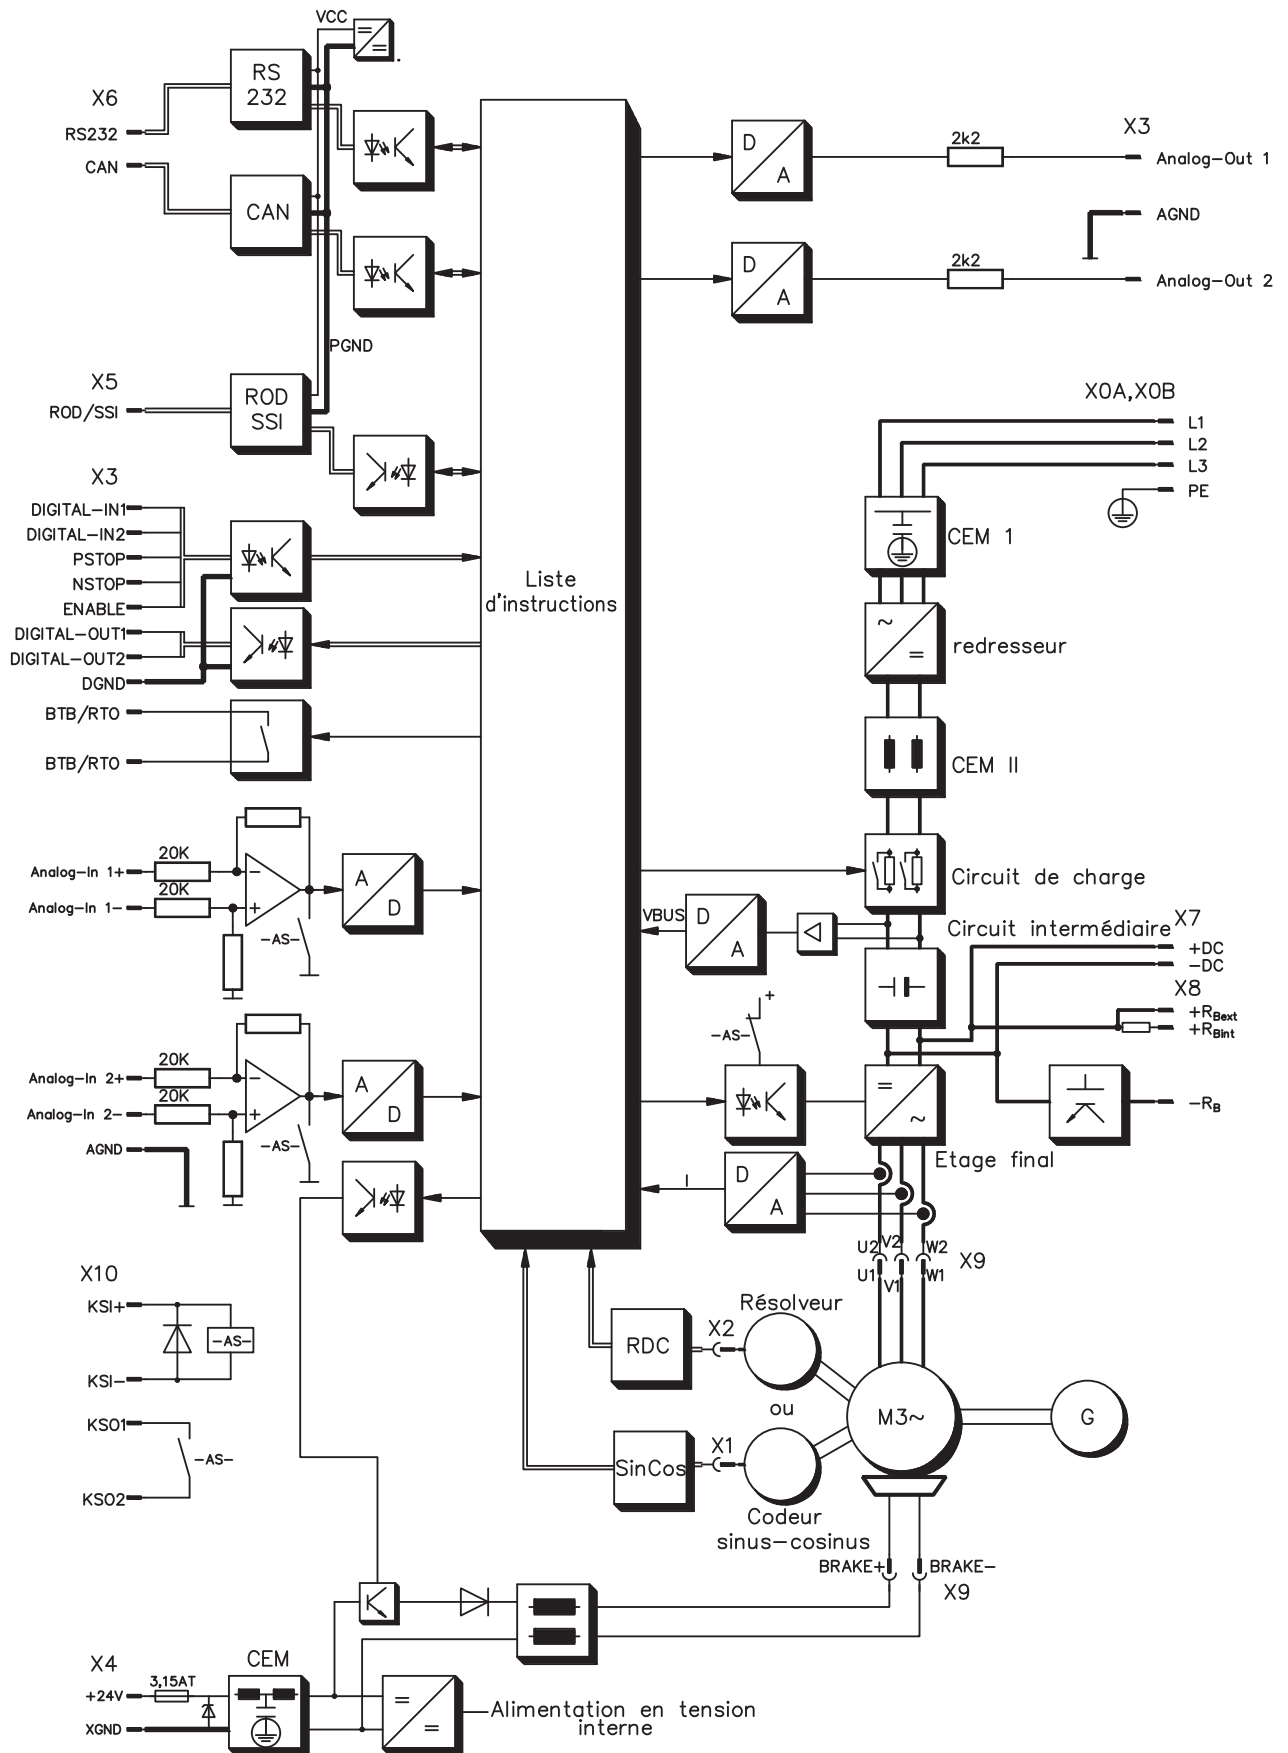 VCC
X6
RS232
CAN
RS
232
CAN
PGND
X5
ROD/SSI
ROD
SSI
X3
DIGITAL-IN1
DIGITAL-IN2
PSTOP
NSTOP
ENABLE
DIGITAL-OUT1
DIGITAL-OUT2
DGND
BTB/RTO
BTB/RTO
20K
Analog-In 1+
20K
Analog-In 1-
-AS-
A
D
20K
Analog-In 2+
20K
Analog-In 2-
-AS-
AGND
A
D
X10
KSI+
-AS-
KSI-
KSO1
-AS-
KSO2
Liste
d'instructions
D
A
2k2
X3
Analog-Out 1
AGND
D
A
2k2
Analog-Out 2
X0A,X0B
L1
L2
L3
PE
CEM 1
redresseur
CEM II
Circuit de charge
VBUS
D
A
Circuit intermédiaire
X7
+DC
-DC
X8
+RBext
+RBint
-RB
+
-AS-
=
~
Etage final
I
D
A
U2
V2
W2
U1
V1
W1
X9
Résolveur
RDC
X2
ou
M3~
G
SinCos
X1
Codeur
sinus-cosinus
BRAKE+
BRAKE-
X9
X4
3,15AT
+24V
XGND
CEM
Alimentation en tension
interne